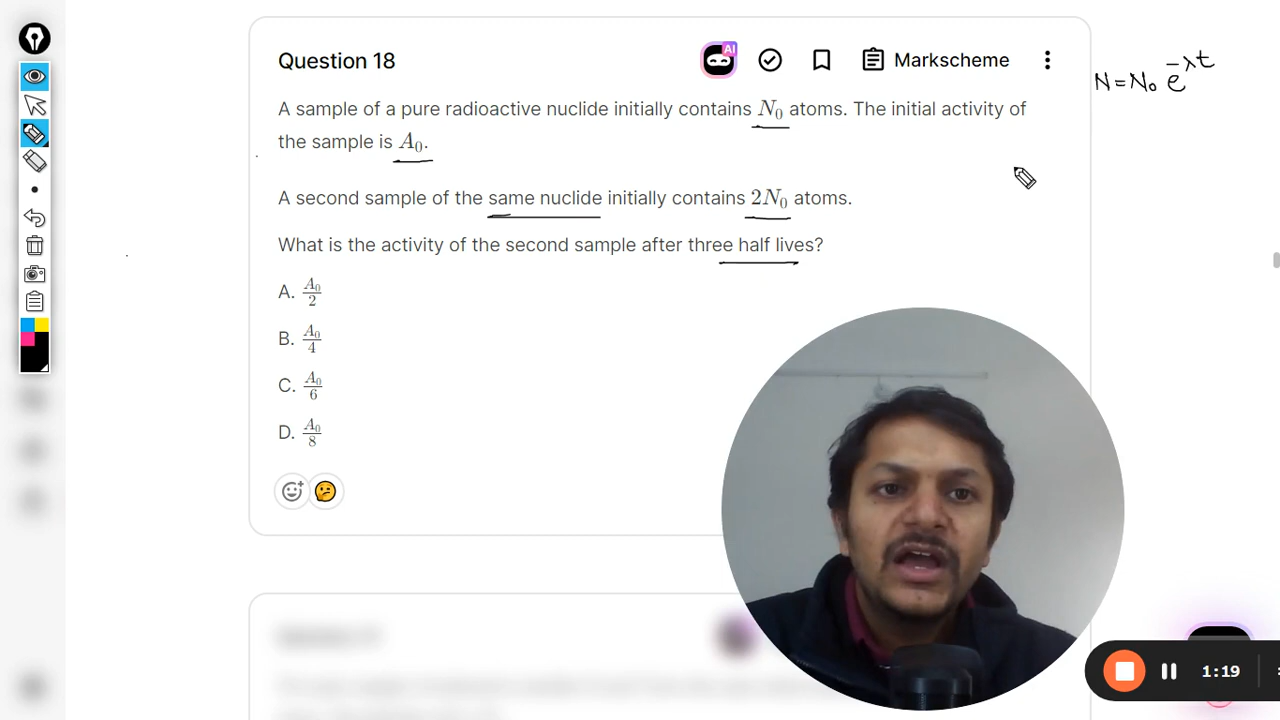 Question 18
AI
Markscheme
N = N₀ e^{-λt}
A sample of a pure radioactive nuclide initially contains N₀ atoms. The initial activity of
the sample is A₀.
A second sample of the same nuclide initially contains 2N₀ atoms.
What is the activity of the second sample after three half lives?
A. A₀/2
B. A₀/4
C. A₀/6
D. A₀/8
1:19